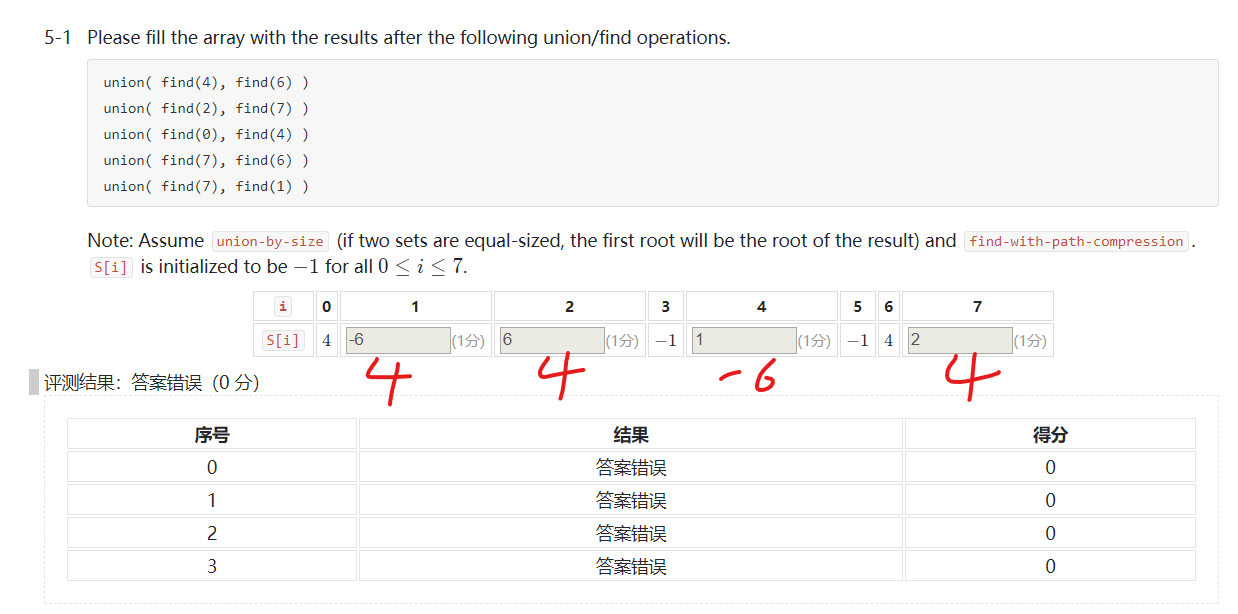 5-1 Please fill the array with the results after the following union/find operations.
union( find(4), find(6) )
union( find(2), find(7) )
union( find(0), find(4) )
union( find(7), find(6) )
union( find(7), find(1) )
Note: Assume union-by-size (if two sets are equal-sized, the first root will be the root of the result) and find-with-path-compression .
S[i] is initialized to be −1 for all 0 ≤ i ≤ 7.
i 0 1 2 3 4 5 6 7
S[i] 4 -6 (1分) 6 (1分) −1 1 (1分) −1 4 2 (1分)
4 4 -6 4
评测结果：答案错误（0 分）
序号 结果 得分
0 答案错误 0
1 答案错误 0
2 答案错误 0
3 答案错误 0